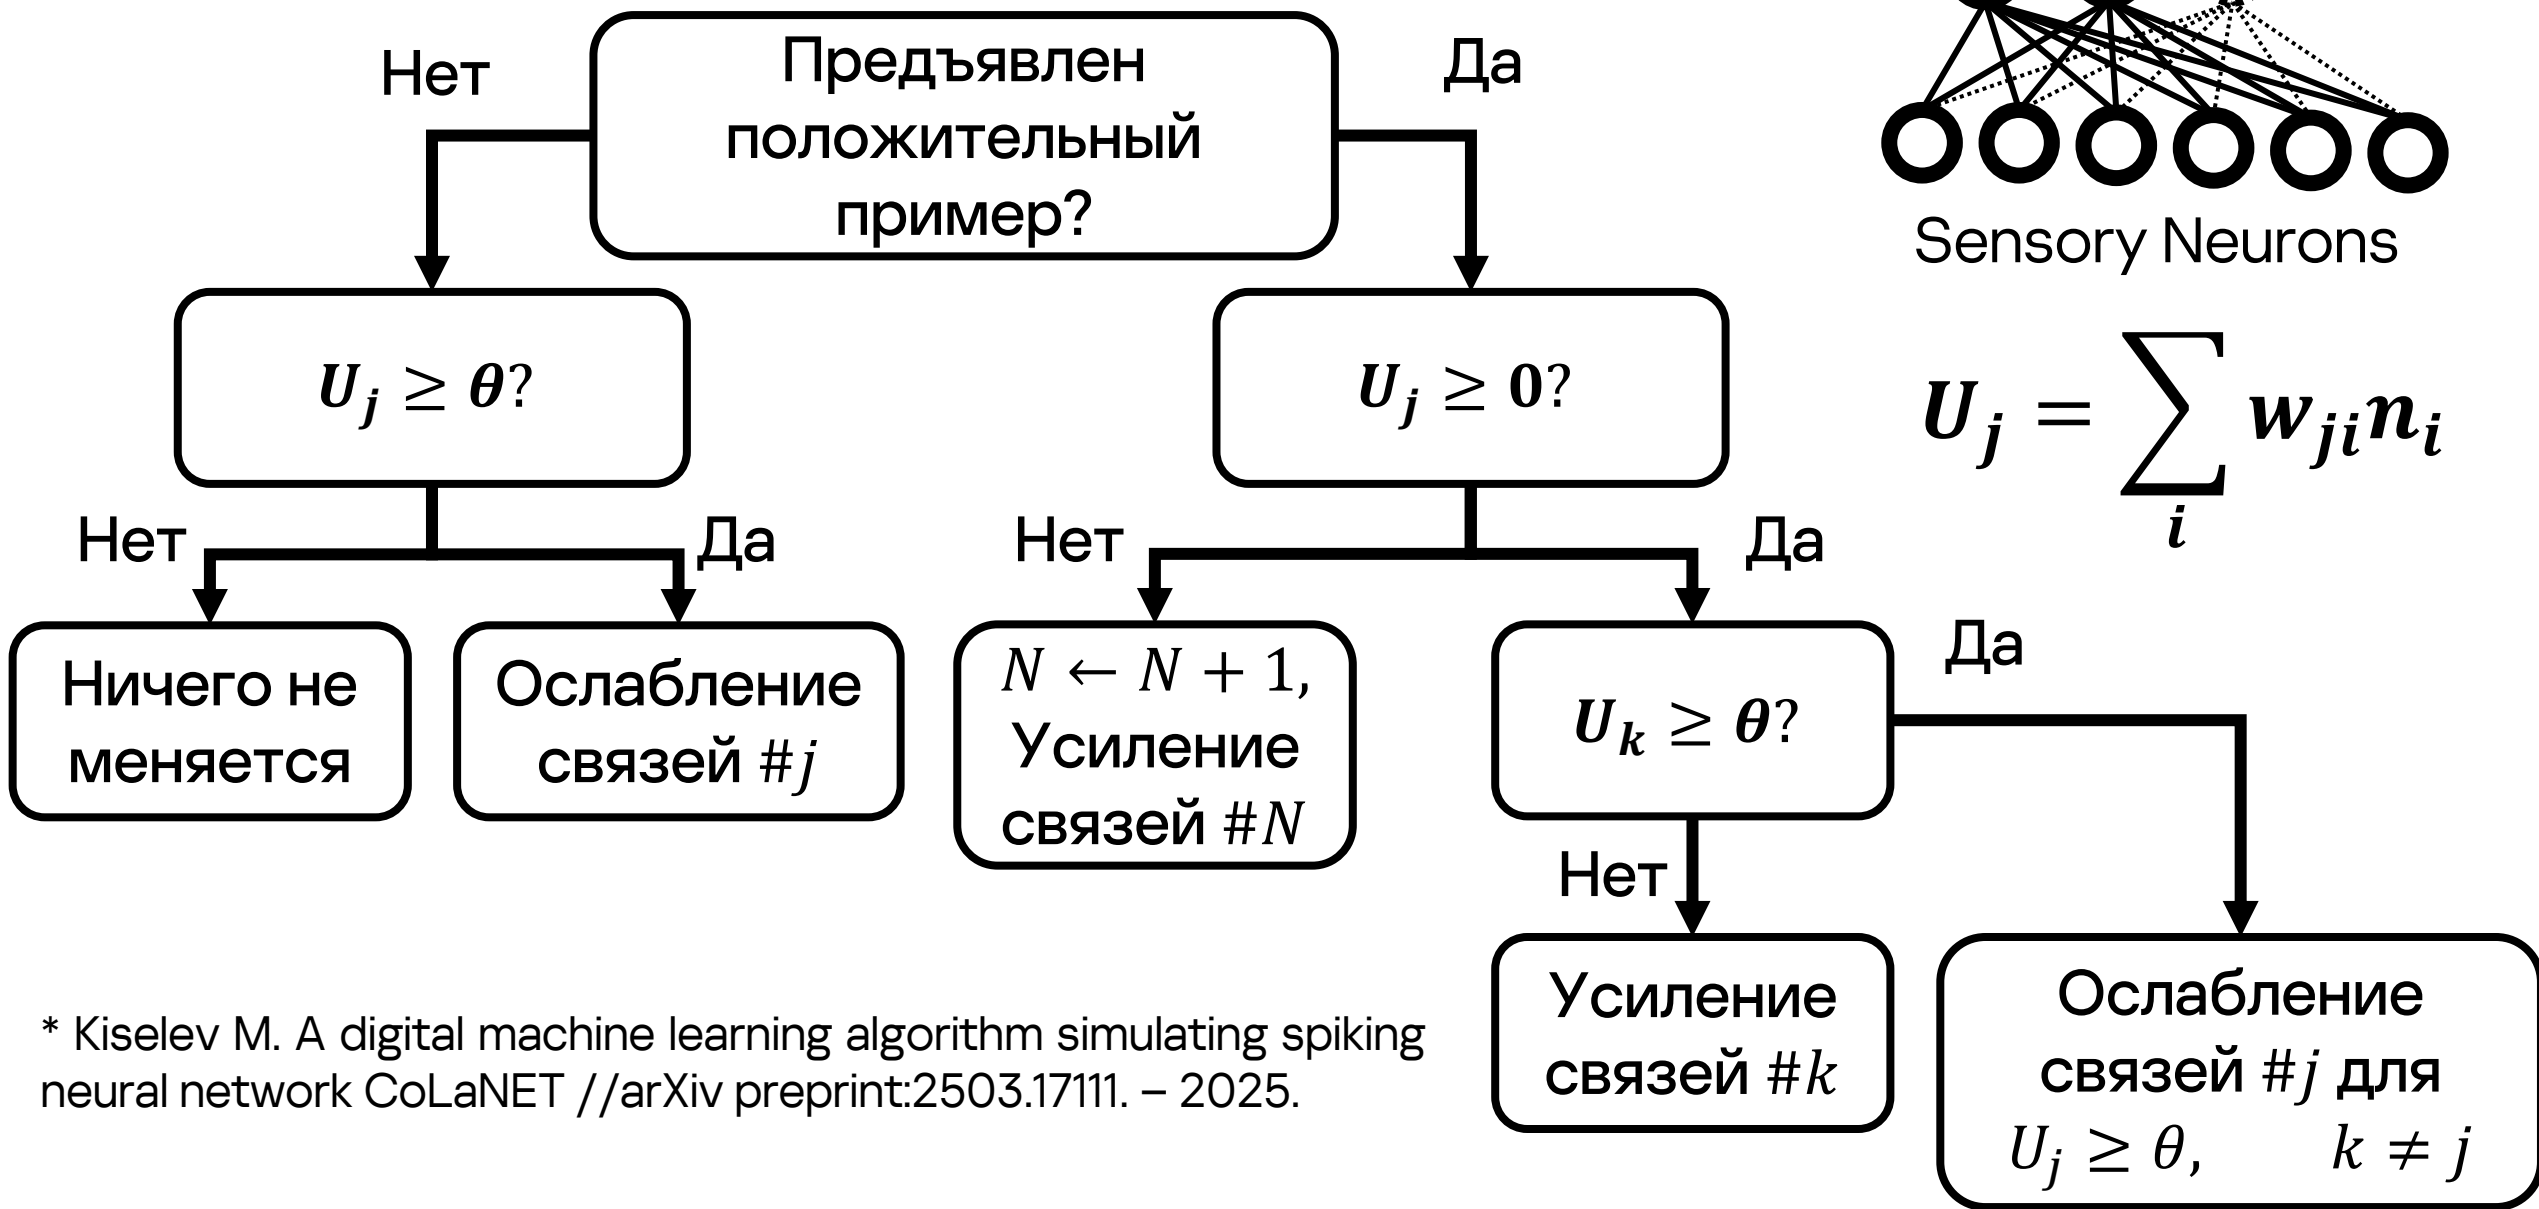 Предъявлен
положительный
пример?
Нет
Да
Sensory Neurons
U_j ≥ θ?
U_j ≥ 0?
U_j = ∑_i w_{ji} n_i
Нет
Да
Нет
Да
Ничего не
меняется
Ослабление
связей #j
N ← N + 1,
Усиление
связей #N
U_k ≥ θ?
Да
Нет
Усиление
связей #k
Ослабление
связей #j для
U_j ≥ θ, k ≠ j
* Kiselev M. A digital machine learning algorithm simulating spiking
neural network CoLaNET //arXiv preprint:2503.17111. – 2025.